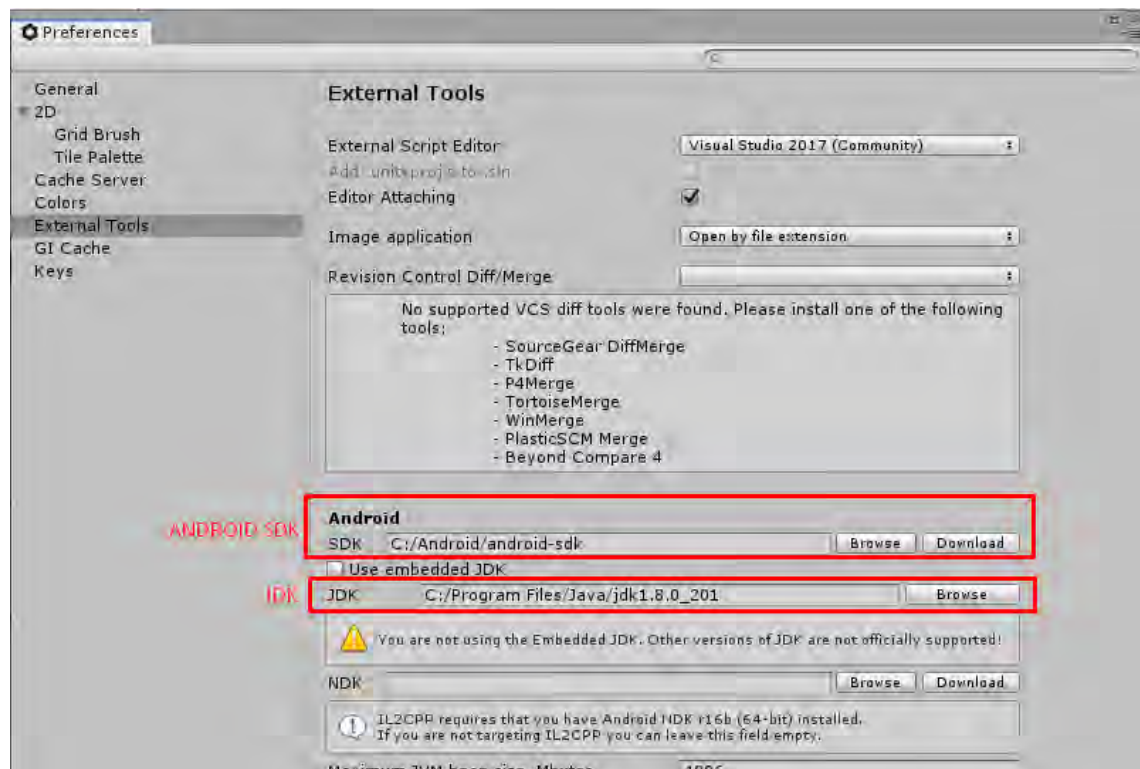 Preferences
General
2D
Grid Brush
Tile Palette
Cache Server
Colors
External Tools
GI Cache
Keys
External Tools
External Script Editor
Visual Studio 2017 (Community)
Add .unityproj's to .sln
Editor Attaching
Image application
Open by file extension
Revision Control Diff/Merge
No supported VCS diff tools were found. Please install one of the following
tools:
- SourceGear DiffMerge
- TkDiff
- P4Merge
- TortoiseMerge
- WinMerge
- PlasticSCM Merge
- Beyond Compare 4
ANDROID SDK
Android
SDK C:/Android/android-sdk Browse Download
Use embedded JDK
JDK
JDK C:/Program Files/Java/jdk1.8.0_201 Browse
You are not using the Embedded JDK. Other versions of JDK are not officially supported!
NDK Browse Download
IL2CPP requires that you have Android NDK r16b (64-bit) installed.
If you are not targeting IL2CPP you can leave this field empty.
Maximum JVM heap size, Mbytes 4096